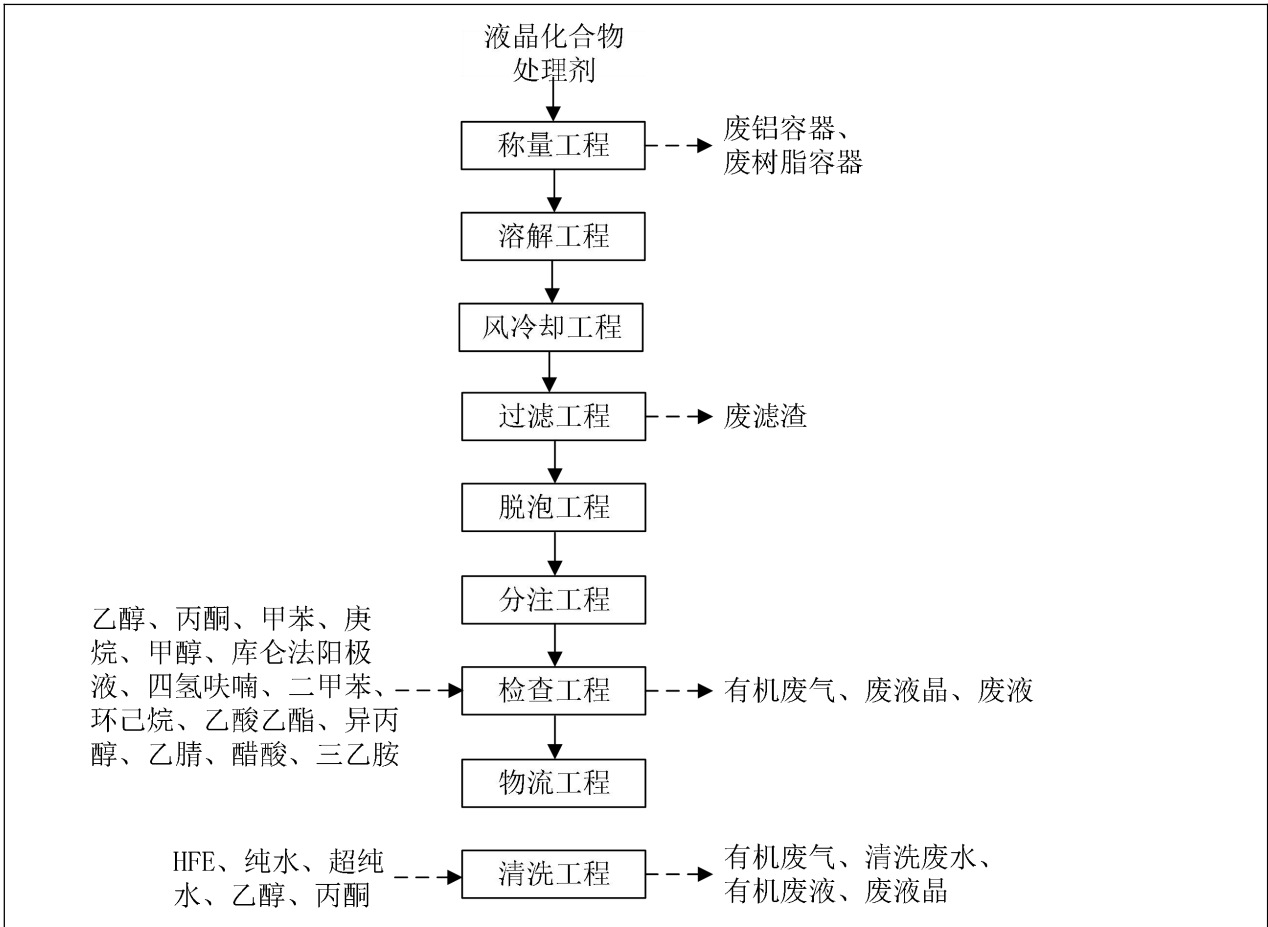 液晶化合物
处理剂
称量工程
废铝容器、
废树脂容器
溶解工程
风冷却工程
过滤工程
废滤渣
脱泡工程
分注工程
乙醇、丙酮、甲苯、庚
烷、甲醇、库仑法阳极
液、四氢呋喃、二甲苯、
环己烷、乙酸乙酯、异丙
醇、乙腈、醋酸、三乙胺
检查工程
有机废气、废液晶、废液
物流工程
HFE、纯水、超纯
水、乙醇、丙酮
清洗工程
有机废气、清洗废水、
有机废液、废液晶